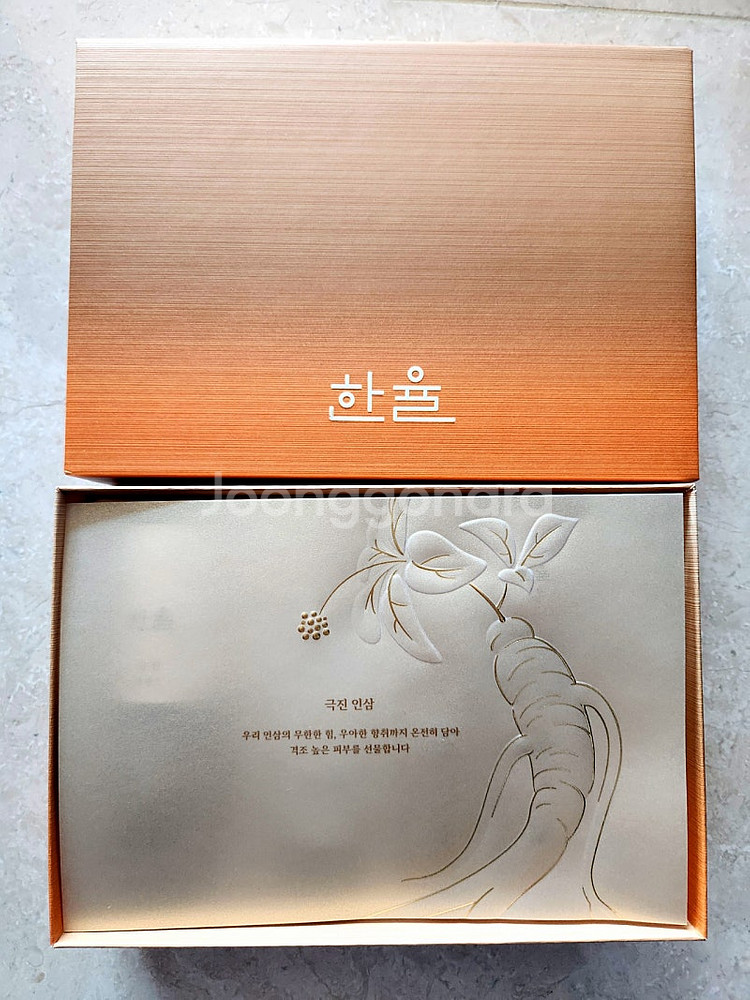 한율
Joonggonara
극진 인삼
우리 인삼의 무한한 힘, 우아한 향취까지 온전히 담아
격조 높은 피부를 선물합니다